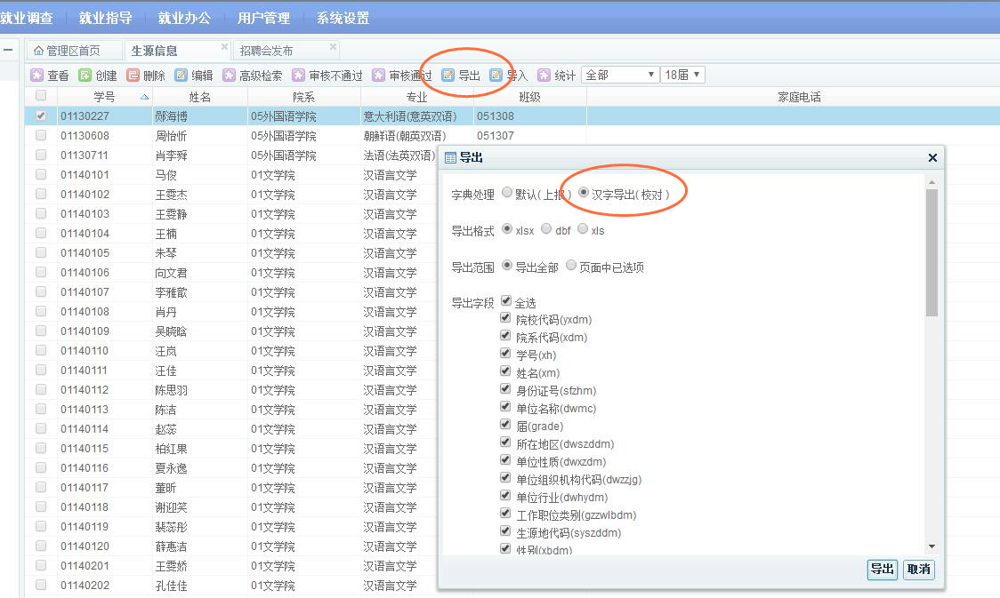 就业调查 就业指导 就业办公 用户管理 系统设置
管理区首页 生源信息 招聘会发布
查看 创建 删除 编辑 高级检索 审核不通过 审核通过 导出 导入 统计 全部 18届
学号 姓名 院系 专业 班级 家庭电话
01130227 郧海博 05外国语学院 意大利语(意英双语) 051308
01130608 周怡忻 05外国语学院 朝鲜语(朝英双语) 051307
01130711 肖李舜 05外国语学院 法语(法英双语)
01140101 马俊 01文学院 汉语言文学
01140102 王雯杰 01文学院 汉语言文学
01140103 王雯静 01文学院 汉语言文学
01140104 王楠 01文学院 汉语言文学
01140105 朱琴 01文学院 汉语言文学
01140106 向文君 01文学院 汉语言文学
01140107 李雅歆 01文学院 汉语言文学
01140108 肖丹 01文学院 汉语言文学
01140109 吴晓晗 01文学院 汉语言文学
01140110 汪岚 01文学院 汉语言文学
01140111 汪佳 01文学院 汉语言文学
01140112 陈思羽 01文学院 汉语言文学
01140113 陈洁 01文学院 汉语言文学
01140114 赵蕊 01文学院 汉语言文学
01140115 柏红果 01文学院 汉语言文学
01140116 夏永逸 01文学院 汉语言文学
01140117 董昕 01文学院 汉语言文学
01140118 谢迎笑 01文学院 汉语言文学
01140119 裴蕊彤 01文学院 汉语言文学
01140120 薛惠洁 01文学院 汉语言文学
01140201 王雯娇 01文学院 汉语言文学
01140202 孔佳佳 01文学院 汉语言文学
导出
字典处理 默认(上报) 汉字导出(校对)
导出格式 xlsx dbf xls
导出范围 导出全部 页面中已选项
导出字段 全选
院校代码(yxdm)
院系代码(xdm)
学号(xh)
姓名(xm)
身份证号(sfzhm)
单位名称(dwmc)
届(grade)
所在地区(dwszddm)
单位性质(dwxzdm)
单位组织机构代码(dwzzjg)
单位行业(dwhydm)
工作职位类别(gzzwlbdm)
生源地代码(syszddm)
性别(xbdm)
导出 取消